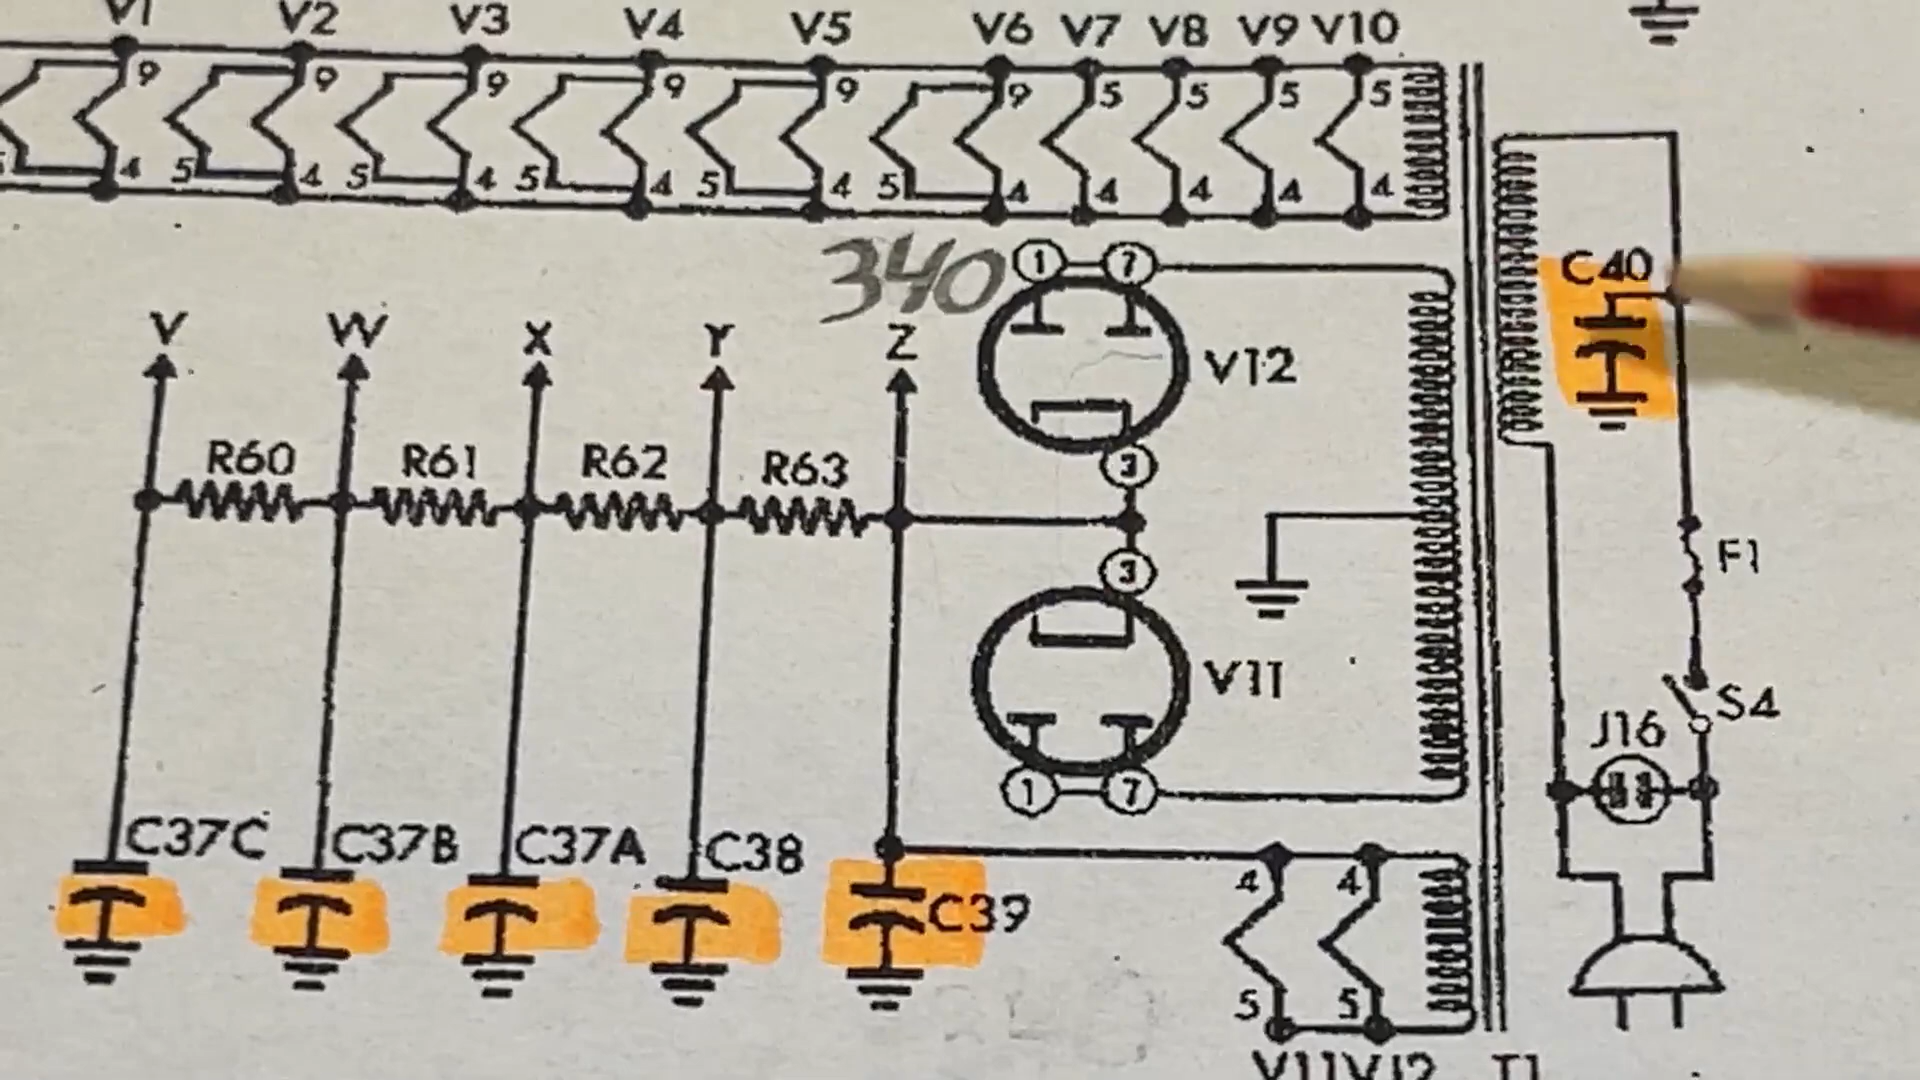 V1 V2 V3 V4 V5 V6 V7 V8 V9 V10
9 9 9 9 9 9 5 5 5 5
5 4 5 4 5 4 5 4 5 4 5 4 4 4 4 4
340 1 7
C40
V W X Y Z V12
R60 R61 R62 R63 3
F1
3
V11
S4
J16
1 7
C37C C37B C37A C38 C39
4 4
5 5
V11 V12 T1